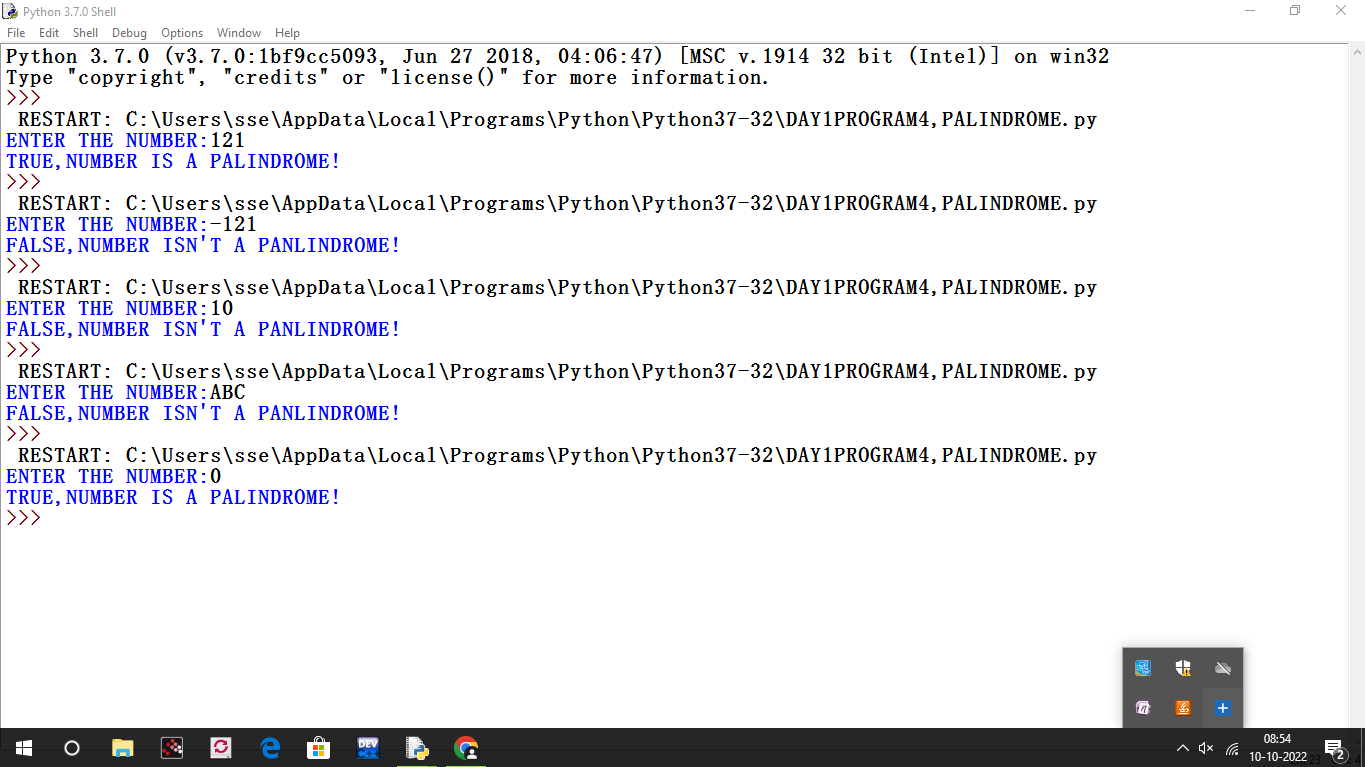 Python 3.7.0 Shell
File Edit Shell Debug Options Window Help
Python 3.7.0 (v3.7.0:1bf9cc5093, Jun 27 2018, 04:06:47) [MSC v.1914 32 bit (Intel)] on win32
Type "copyright", "credits" or "license()" for more information.
>>>
RESTART: C:\Users\sse\AppData\Local\Programs\Python\Python37-32\DAY1PROGRAM4,PALINDROME.py
ENTER THE NUMBER:121
TRUE,NUMBER IS A PALINDROME!
>>>
RESTART: C:\Users\sse\AppData\Local\Programs\Python\Python37-32\DAY1PROGRAM4,PALINDROME.py
ENTER THE NUMBER:-121
FALSE,NUMBER ISN'T A PANLINDROME!
>>>
RESTART: C:\Users\sse\AppData\Local\Programs\Python\Python37-32\DAY1PROGRAM4,PALINDROME.py
ENTER THE NUMBER:10
FALSE,NUMBER ISN'T A PANLINDROME!
>>>
RESTART: C:\Users\sse\AppData\Local\Programs\Python\Python37-32\DAY1PROGRAM4,PALINDROME.py
ENTER THE NUMBER:ABC
FALSE,NUMBER ISN'T A PANLINDROME!
>>>
RESTART: C:\Users\sse\AppData\Local\Programs\Python\Python37-32\DAY1PROGRAM4,PALINDROME.py
ENTER THE NUMBER:0
TRUE,NUMBER IS A PALINDROME!
>>>
DEV
08:54
10-10-2022
2